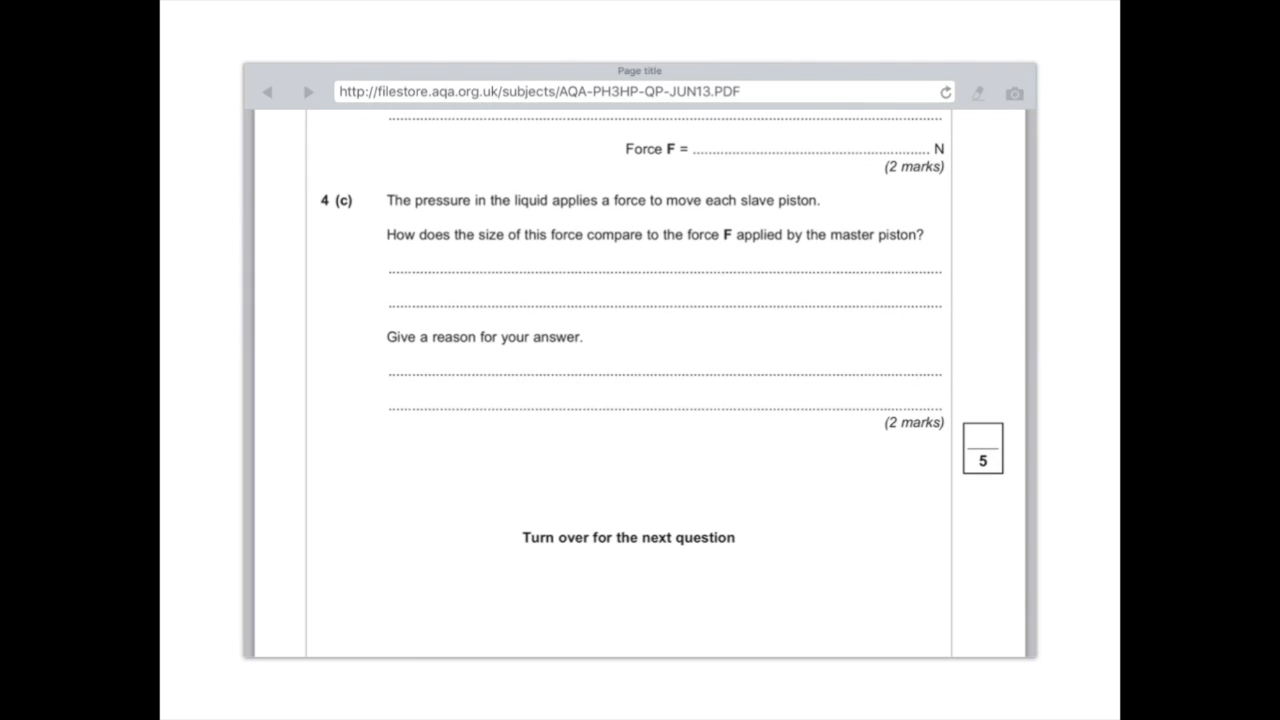 Page title
http://filestore.aqa.org.uk/subjects/AQA-PH3HP-QP-JUN13.PDF
Force F = ........................................................ N
(2 marks)
4 (c) The pressure in the liquid applies a force to move each slave piston.
How does the size of this force compare to the force F applied by the master piston?
Give a reason for your answer.
(2 marks)
5
Turn over for the next question